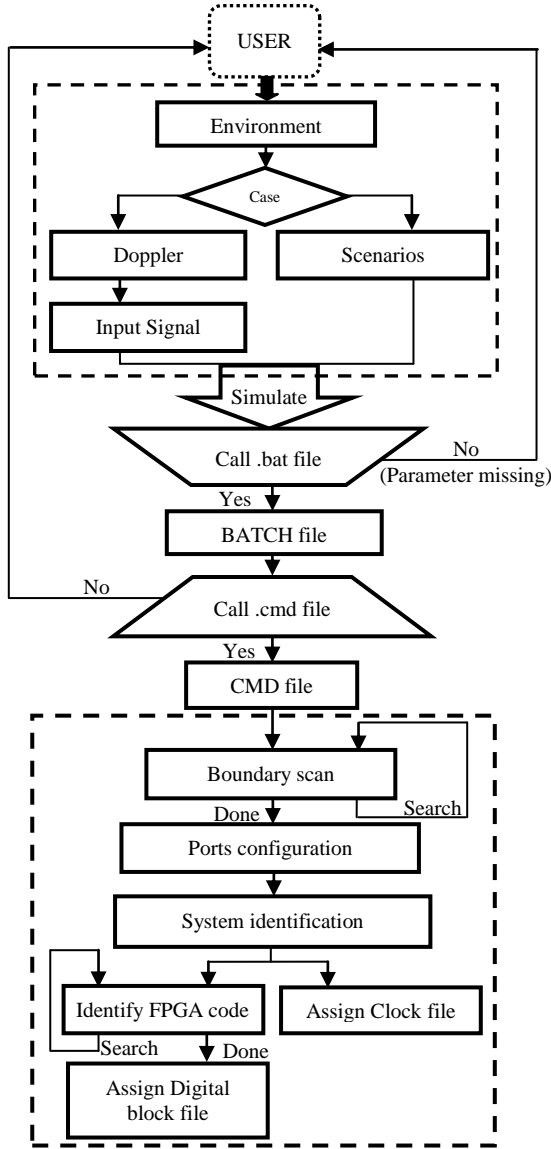 USER
Environment
Case
Doppler
Scenarios
Input Signal
Simulate
Call .bat file
No
(Parameter missing)
Yes
BATCH file
No
Call .cmd file
Yes
CMD file
Boundary scan
Search
Done
Ports configuration
System identification
Identify FPGA code
Assign Clock file
Search
Done
Assign Digital
block file